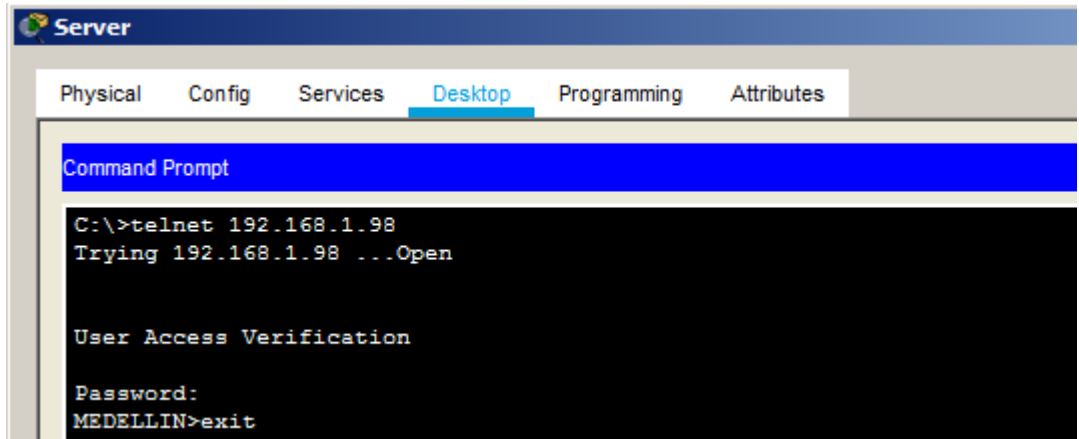 Server
Physical Config Services Desktop Programming Attributes
Command Prompt
C:\>telnet 192.168.1.98
Trying 192.168.1.98 ...Open
User Access Verification
Password:
MEDELLIN>exit